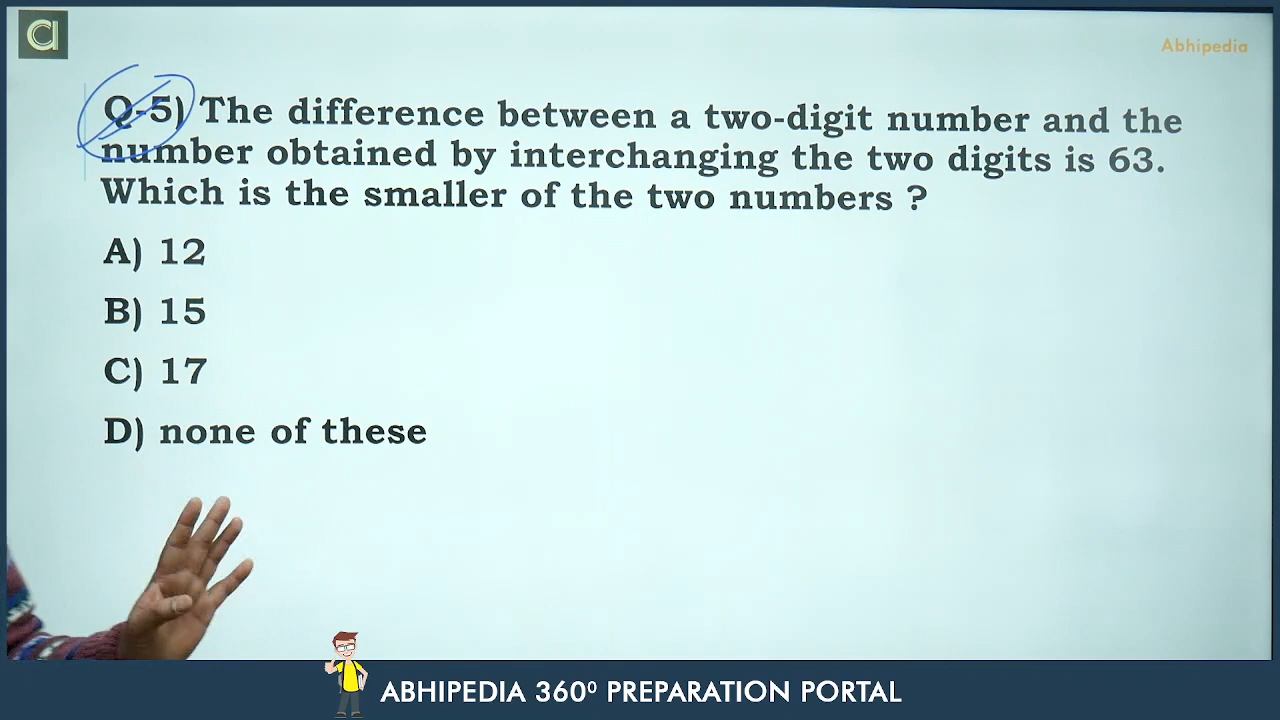 Abhipedia
Q-5) The difference between a two-digit number and the
number obtained by interchanging the two digits is 63.
Which is the smaller of the two numbers ?
A) 12
B) 15
C) 17
D) none of these
ABHIPEDIA 360⁰ PREPARATION PORTAL